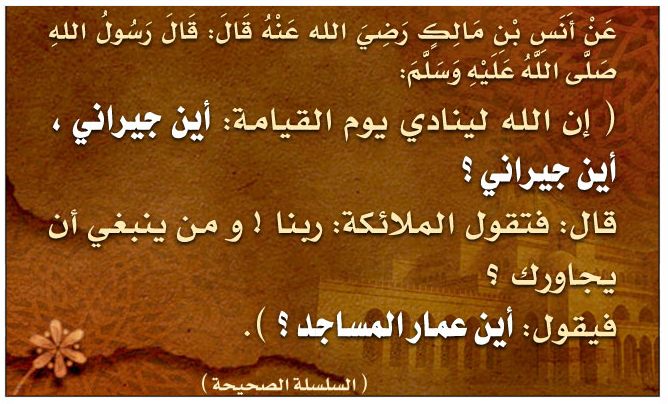 عَنْ أَنَسِ بْنِ مَالِكٍ رَضِيَ الله عَنْهُ قَالَ: قَالَ رَسُولُ اللهِ
صَلَّى اللَّهُ عَلَيْهِ وَسَلَّمَ:
( إن الله لينادي يوم القيامة: أين جيراني ،
أين جيراني ؟
قال: فتقول الملائكة: ربنا ! و من ينبغي أن
يجاورك ؟
فيقول: أين عمار المساجد ؟ ).
( السلسلة الصحيحة )